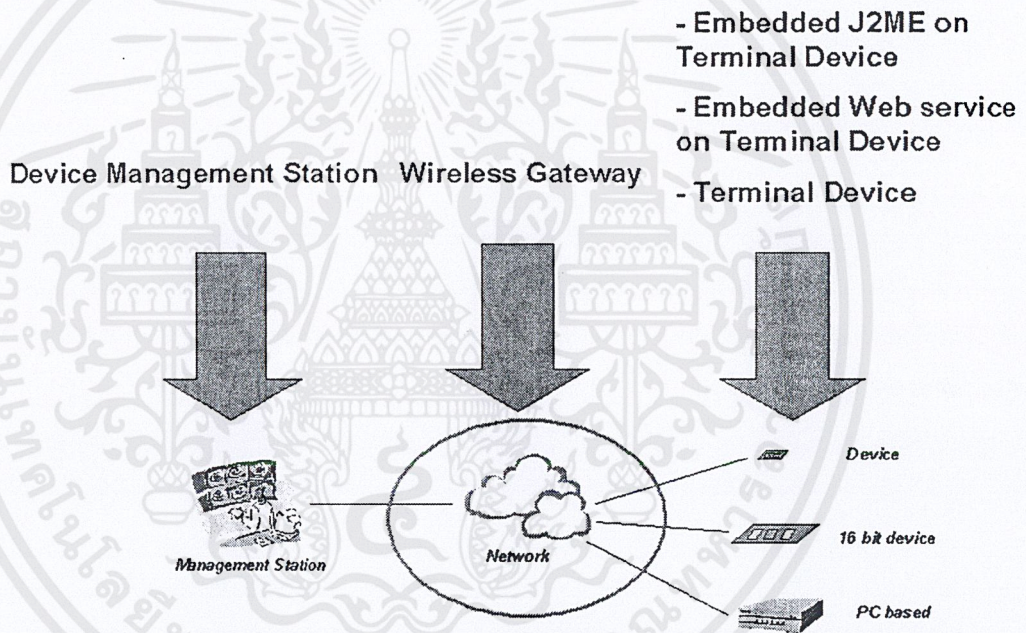 - Embedded J2ME on
Terminal Device
- Embedded Web service
on Terminal Device
- Terminal Device
Device Management Station
Wireless Gateway
Management Station
Network
Device
16 bit device
PC based